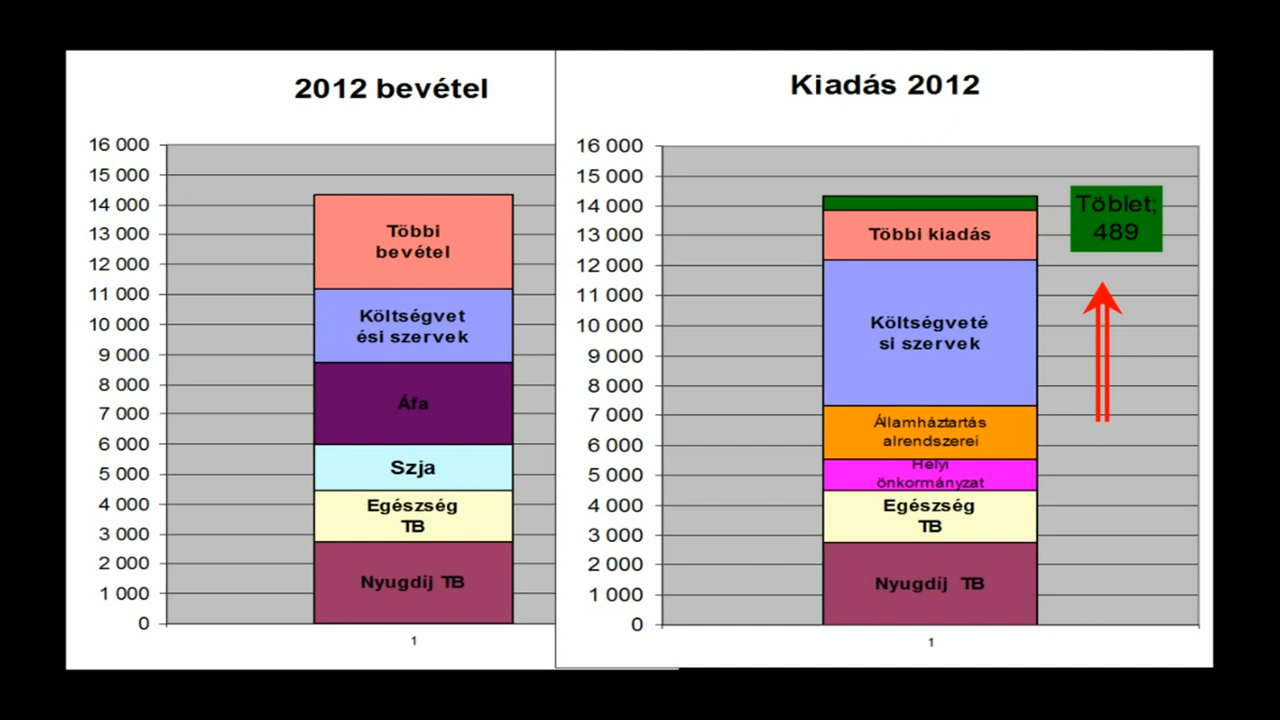 2012 bevétel
16 000
15 000
14 000
13 000
12 000
11 000
10 000
9 000
8 000
7 000
6 000
5 000
4 000
3 000
2 000
1 000
0
Többi
bevétel
Költségvet
ési szervek
Áfa
Szja
Egészség
TB
Nyugdíj TB
1
Kiadás 2012
16 000
15 000
14 000
13 000
12 000
11 000
10 000
9 000
8 000
7 000
6 000
5 000
4 000
3 000
2 000
1 000
0
Többi kiadás
Költségveté
si szervek
Államháztartás
alrendszerei
Helyi
önkormányzat
Egészség
TB
Nyugdíj TB
1
Töblet;
489